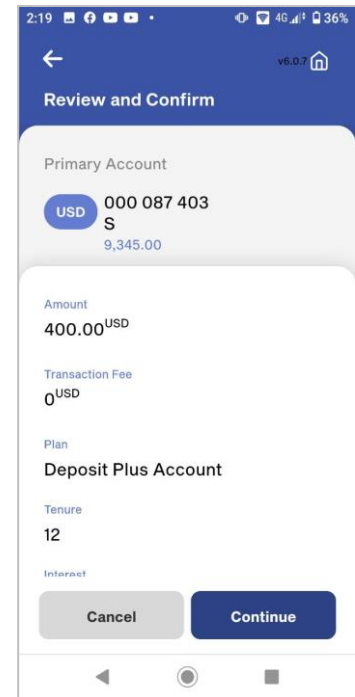 2:19 36%
4G
v6.0.7
Review and Confirm
Primary Account
USD 000 087 403
S
9,345.00
Amount
400.00USD
Transaction Fee
0USD
Plan
Deposit Plus Account
Tenure
12
Interest
Cancel Continue